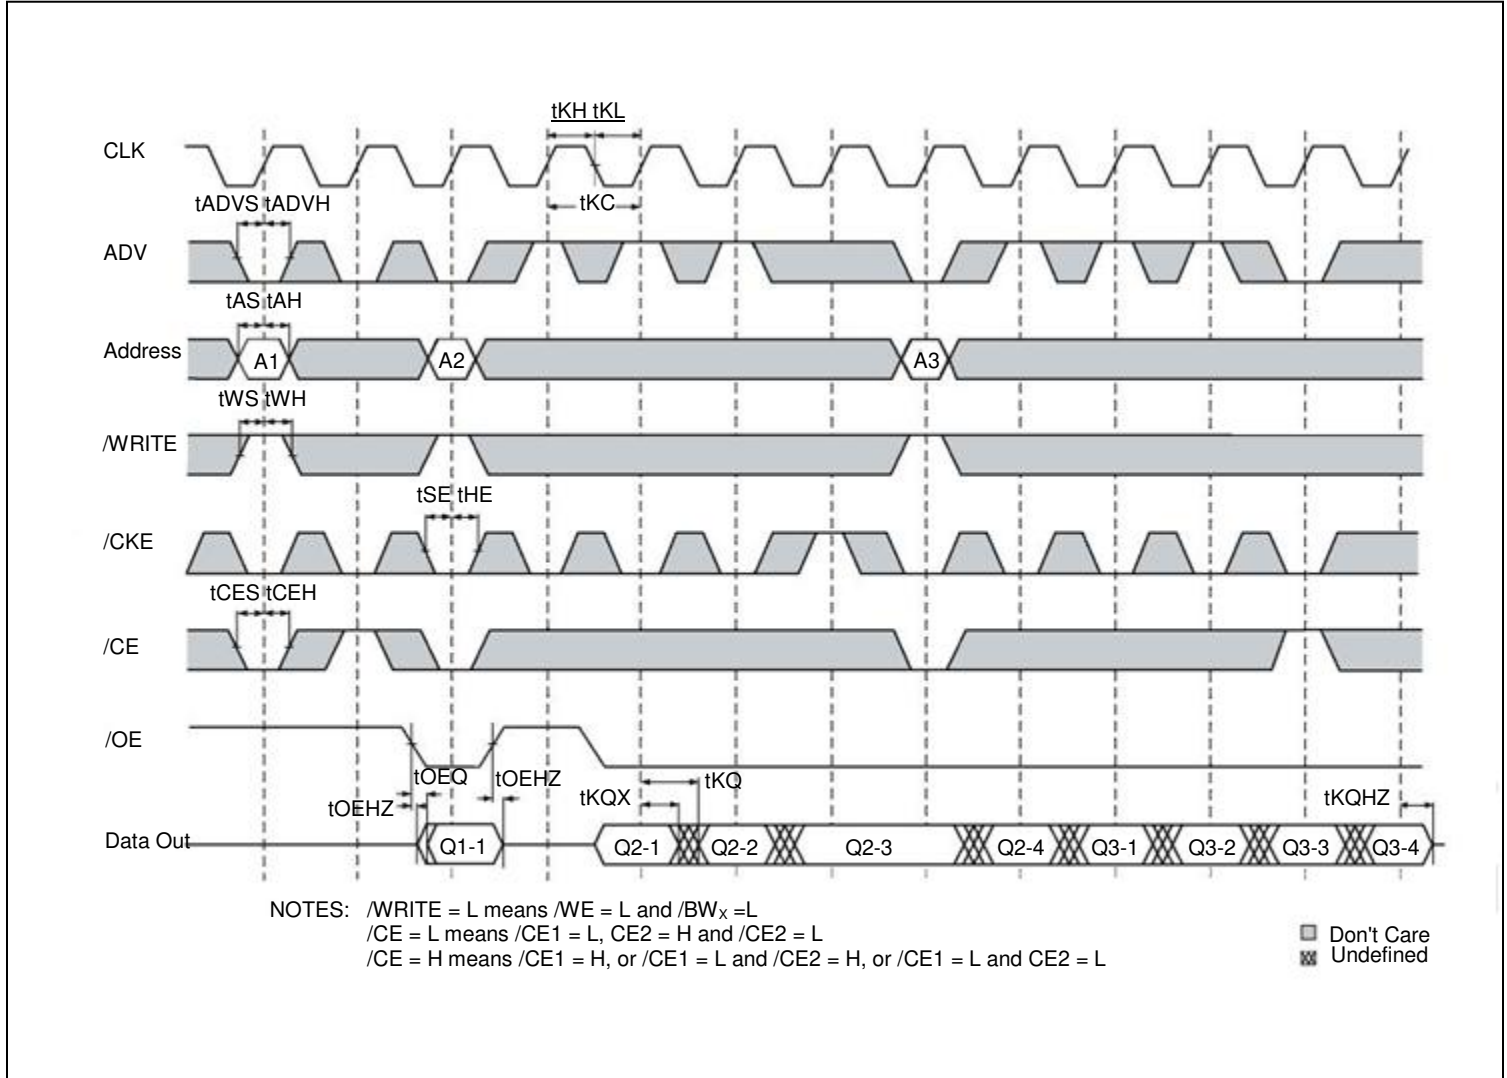 tKH tKL
CLK
tKC
tADVS tADVH
ADV
tAS tAH
Address A1 A2 A3
tWS tWH
/WRITE
tSE tHE
/CKE
tCES tCEH
/CE
/OE
tOEQ tOEHZ tKQ
tOEHZ tKQX tKQHZ
Data Out Q1-1 Q2-1 Q2-2 Q2-3 Q2-4 Q3-1 Q3-2 Q3-3 Q3-4
NOTES: /WRITE = L means /WE = L and /BWX =L
/CE = L means /CE1 = L, CE2 = H and /CE2 = L
/CE = H means /CE1 = H, or /CE1 = L and /CE2 = H, or /CE1 = L and CE2 = L
Don't Care
Undefined